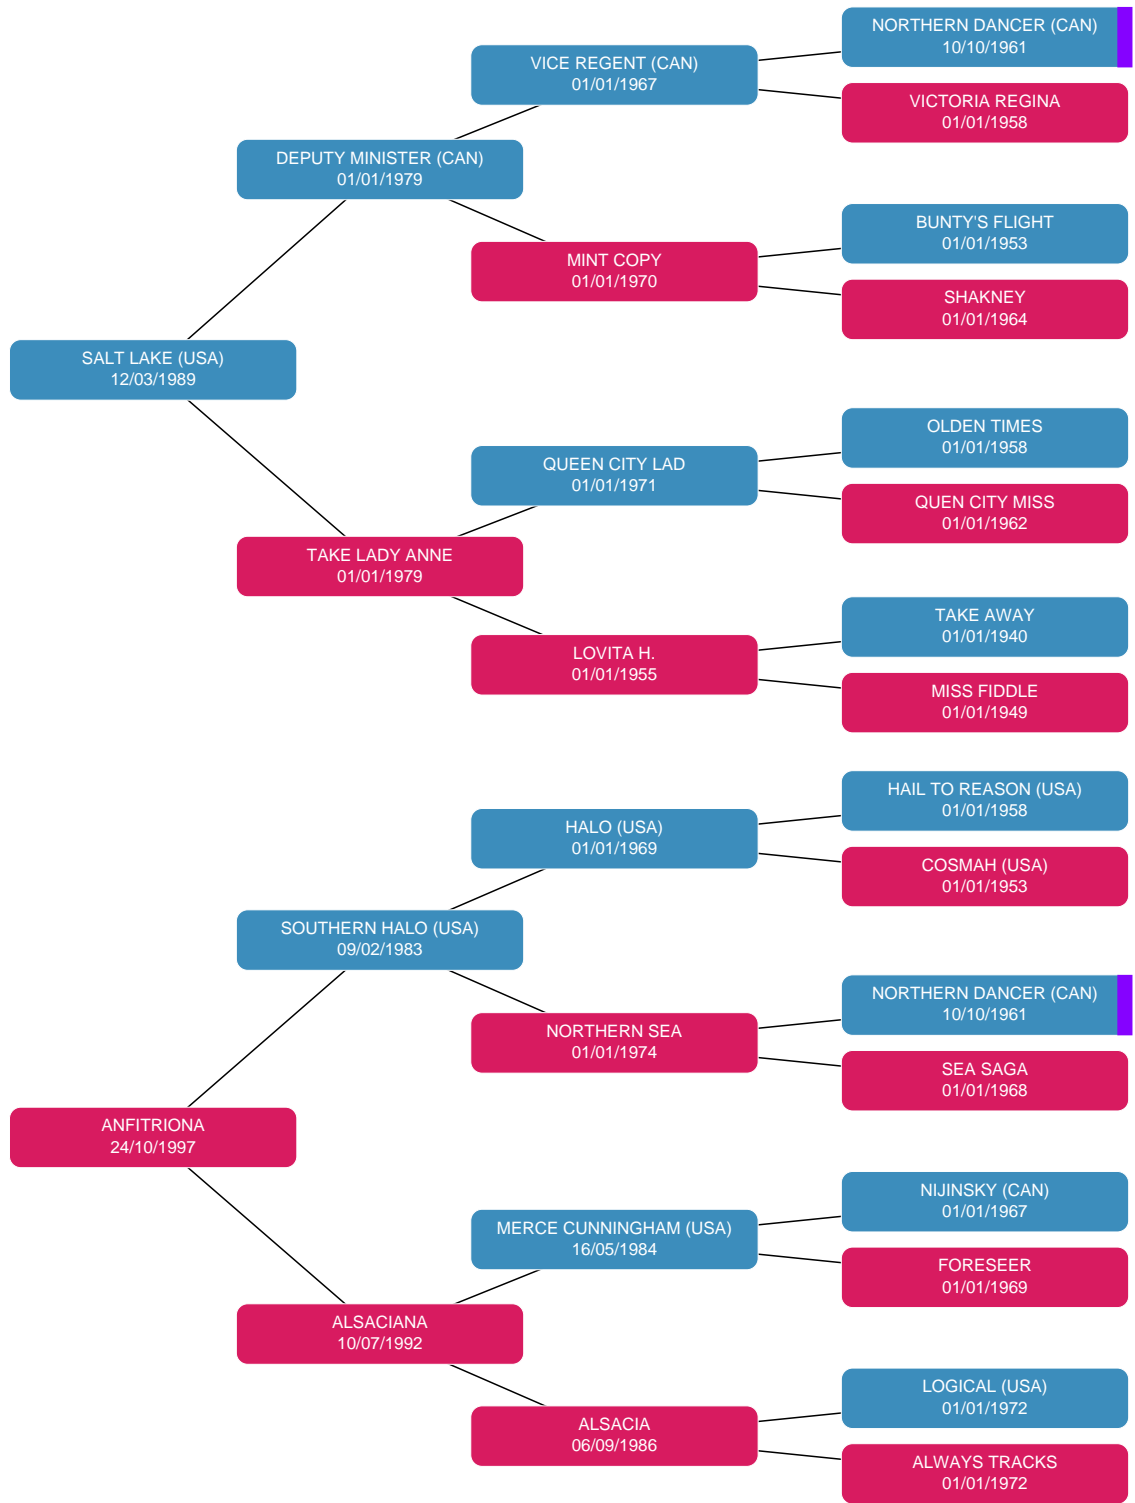 NORTHERN DANCER (CAN)
10/10/1961
VICE REGENT (CAN)
01/01/1967
VICTORIA REGINA
01/01/1958
DEPUTY MINISTER (CAN)
01/01/1979
BUNTY'S FLIGHT
01/01/1953
MINT COPY
01/01/1970
SHAKNEY
01/01/1964
SALT LAKE (USA)
12/03/1989
OLDEN TIMES
01/01/1958
QUEEN CITY LAD
01/01/1971
QUEN CITY MISS
01/01/1962
TAKE LADY ANNE
01/01/1979
TAKE AWAY
01/01/1940
LOVITA H.
01/01/1955
MISS FIDDLE
01/01/1949
HAIL TO REASON (USA)
01/01/1958
HALO (USA)
01/01/1969
COSMAH (USA)
01/01/1953
SOUTHERN HALO (USA)
09/02/1983
NORTHERN DANCER (CAN)
10/10/1961
NORTHERN SEA
01/01/1974
SEA SAGA
01/01/1968
ANFITRIONA
24/10/1997
NIJINSKY (CAN)
01/01/1967
MERCE CUNNINGHAM (USA)
16/05/1984
FORESEER
01/01/1969
ALSACIANA
10/07/1992
LOGICAL (USA)
01/01/1972
ALSACIA
06/09/1986
ALWAYS TRACKS
01/01/1972